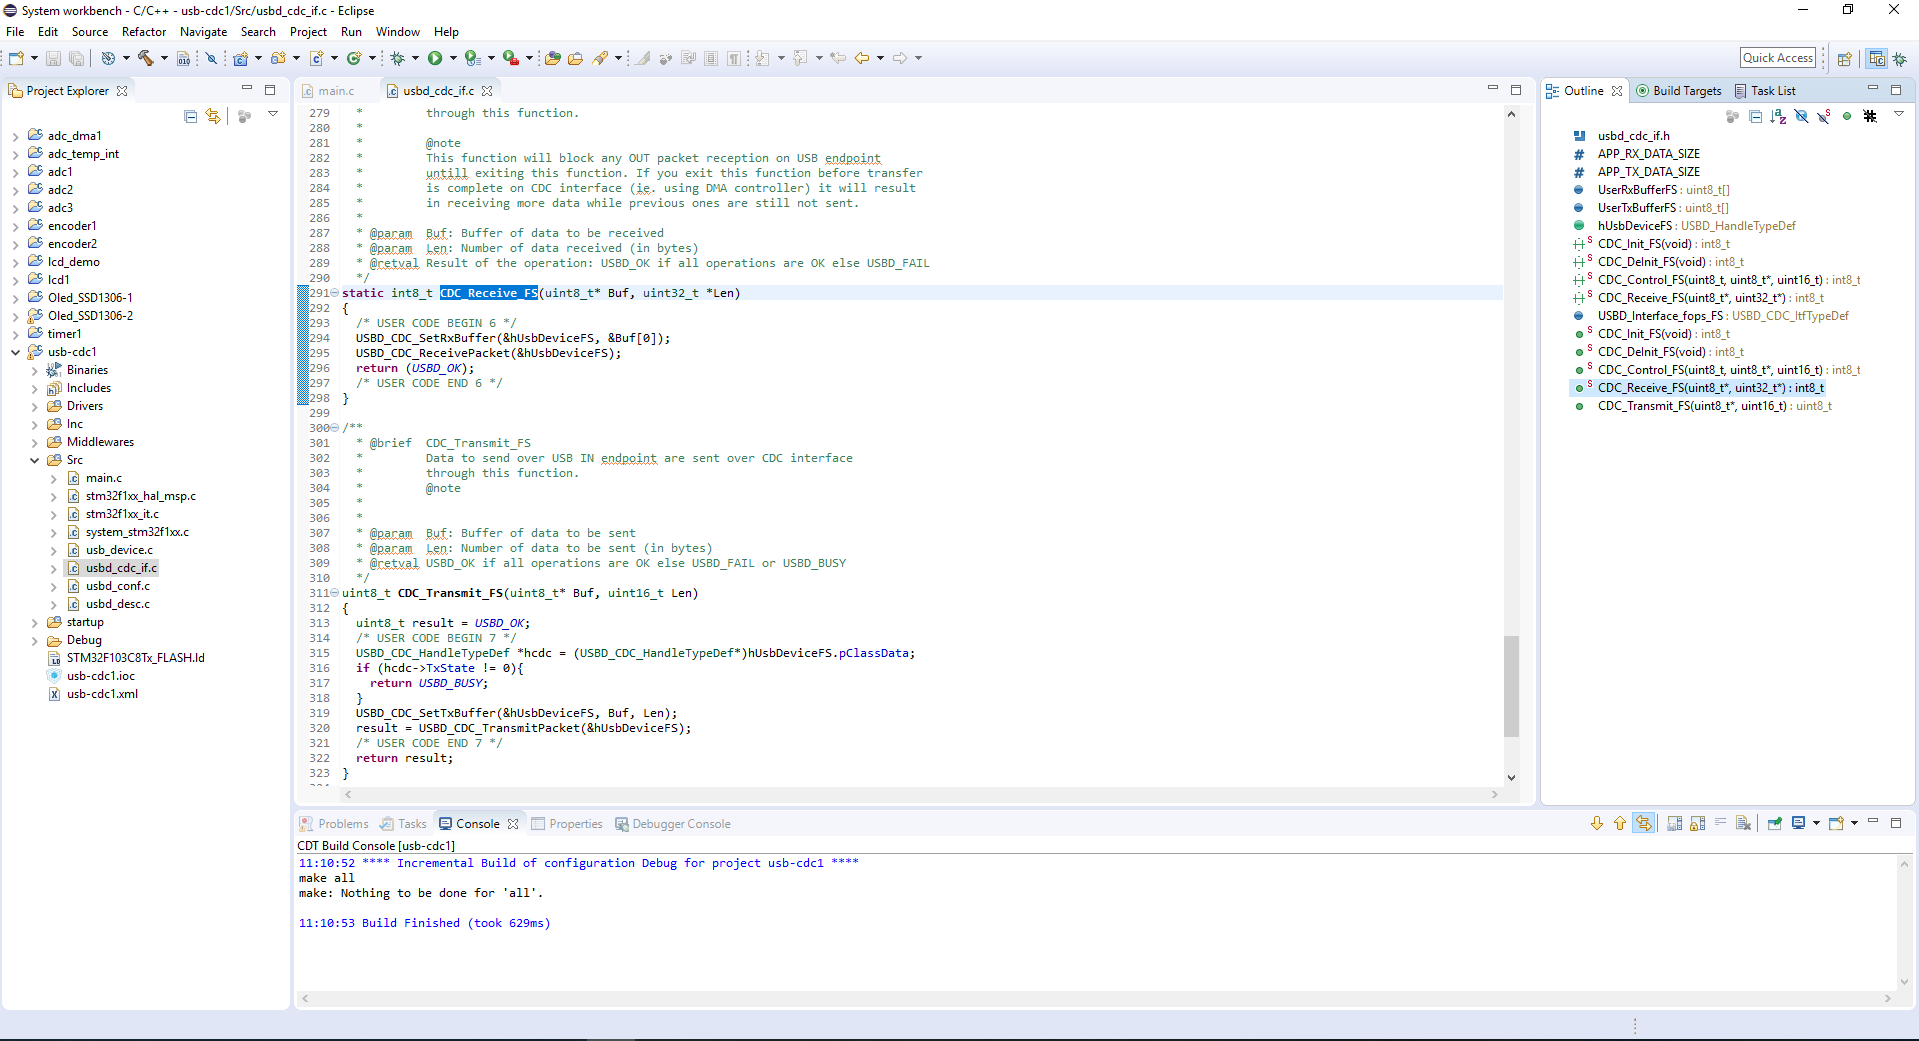 System workbench - C/C++ - usb-cdc1/Src/usbd_cdc_if.c - Eclipse
File Edit Source Refactor Navigate Search Project Run Window Help
Quick Access
Project Explorer
adc_dma1
adc_temp_int
adc1
adc2
adc3
encoder1
encoder2
lcd_demo
lcd1
Oled_SSD1306-1
Oled_SSD1306-2
timer1
usb-cdc1
Binaries
Includes
Drivers
Inc
Middlewares
Src
main.c
stm32f1xx_hal_msp.c
stm32f1xx_it.c
system_stm32f1xx.c
usb_device.c
usbd_cdc_if.c
usbd_conf.c
usbd_desc.c
startup
Debug
STM32F103C8Tx_FLASH.ld
usb-cdc1.ioc
usb-cdc1.xml
main.c usbd_cdc_if.c
279 * through this function.
280 *
281 * @note
282 * This function will block any OUT packet reception on USB endpoint
283 * untill exiting this function. If you exit this function before transfer
284 * is complete on CDC interface (ie. using DMA controller) it will result
285 * in receiving more data while previous ones are still not sent.
286 *
287 * @param Buf: Buffer of data to be received
288 * @param Len: Number of data received (in bytes)
289 * @retval Result of the operation: USBD_OK if all operations are OK else USBD_FAIL
290 */
291 static int8_t CDC_Receive_FS(uint8_t* Buf, uint32_t *Len)
292 {
293 /* USER CODE BEGIN 6 */
294 USBD_CDC_SetRxBuffer(&hUsbDeviceFS, &Buf[0]);
295 USBD_CDC_ReceivePacket(&hUsbDeviceFS);
296 return (USBD_OK);
297 /* USER CODE END 6 */
298 }
299
300 /**
301 * @brief CDC_Transmit_FS
302 * Data to send over USB IN endpoint are sent over CDC interface
303 * through this function.
304 * @note
305 *
306 *
307 * @param Buf: Buffer of data to be sent
308 * @param Len: Number of data to be sent (in bytes)
309 * @retval USBD_OK if all operations are OK else USBD_FAIL or USBD_BUSY
310 */
311 uint8_t CDC_Transmit_FS(uint8_t* Buf, uint16_t Len)
312 {
313 uint8_t result = USBD_OK;
314 /* USER CODE BEGIN 7 */
315 USBD_CDC_HandleTypeDef *hcdc = (USBD_CDC_HandleTypeDef*)hUsbDeviceFS.pClassData;
316 if (hcdc->TxState != 0){
317 return USBD_BUSY;
318 }
319 USBD_CDC_SetTxBuffer(&hUsbDeviceFS, Buf, Len);
320 result = USBD_CDC_TransmitPacket(&hUsbDeviceFS);
321 /* USER CODE END 7 */
322 return result;
323 }
Outline Build Targets Task List
usbd_cdc_if.h
APP_RX_DATA_SIZE
APP_TX_DATA_SIZE
UserRxBufferFS : uint8_t[]
UserTxBufferFS : uint8_t[]
hUsbDeviceFS : USBD_HandleTypeDef
CDC_Init_FS(void) : int8_t
CDC_DeInit_FS(void) : int8_t
CDC_Control_FS(uint8_t, uint8_t*, uint16_t) : int8_t
CDC_Receive_FS(uint8_t*, uint32_t*) : int8_t
USBD_Interface_fops_FS : USBD_CDC_ItfTypeDef
CDC_Init_FS(void) : int8_t
CDC_DeInit_FS(void) : int8_t
CDC_Control_FS(uint8_t, uint8_t*, uint16_t) : int8_t
CDC_Receive_FS(uint8_t*, uint32_t*) : int8_t
CDC_Transmit_FS(uint8_t*, uint16_t) : uint8_t
Problems Tasks Console Properties Debugger Console
CDT Build Console [usb-cdc1]
11:10:52 **** Incremental Build of configuration Debug for project usb-cdc1 ****
make all
make: Nothing to be done for 'all'.
11:10:53 Build Finished (took 629ms)